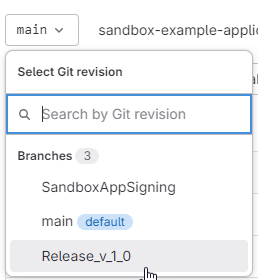 main sandbox-example-applic
Select Git revision
Search by Git revision
Branches 3
SandboxAppSigning
main default
Release_v_1_0